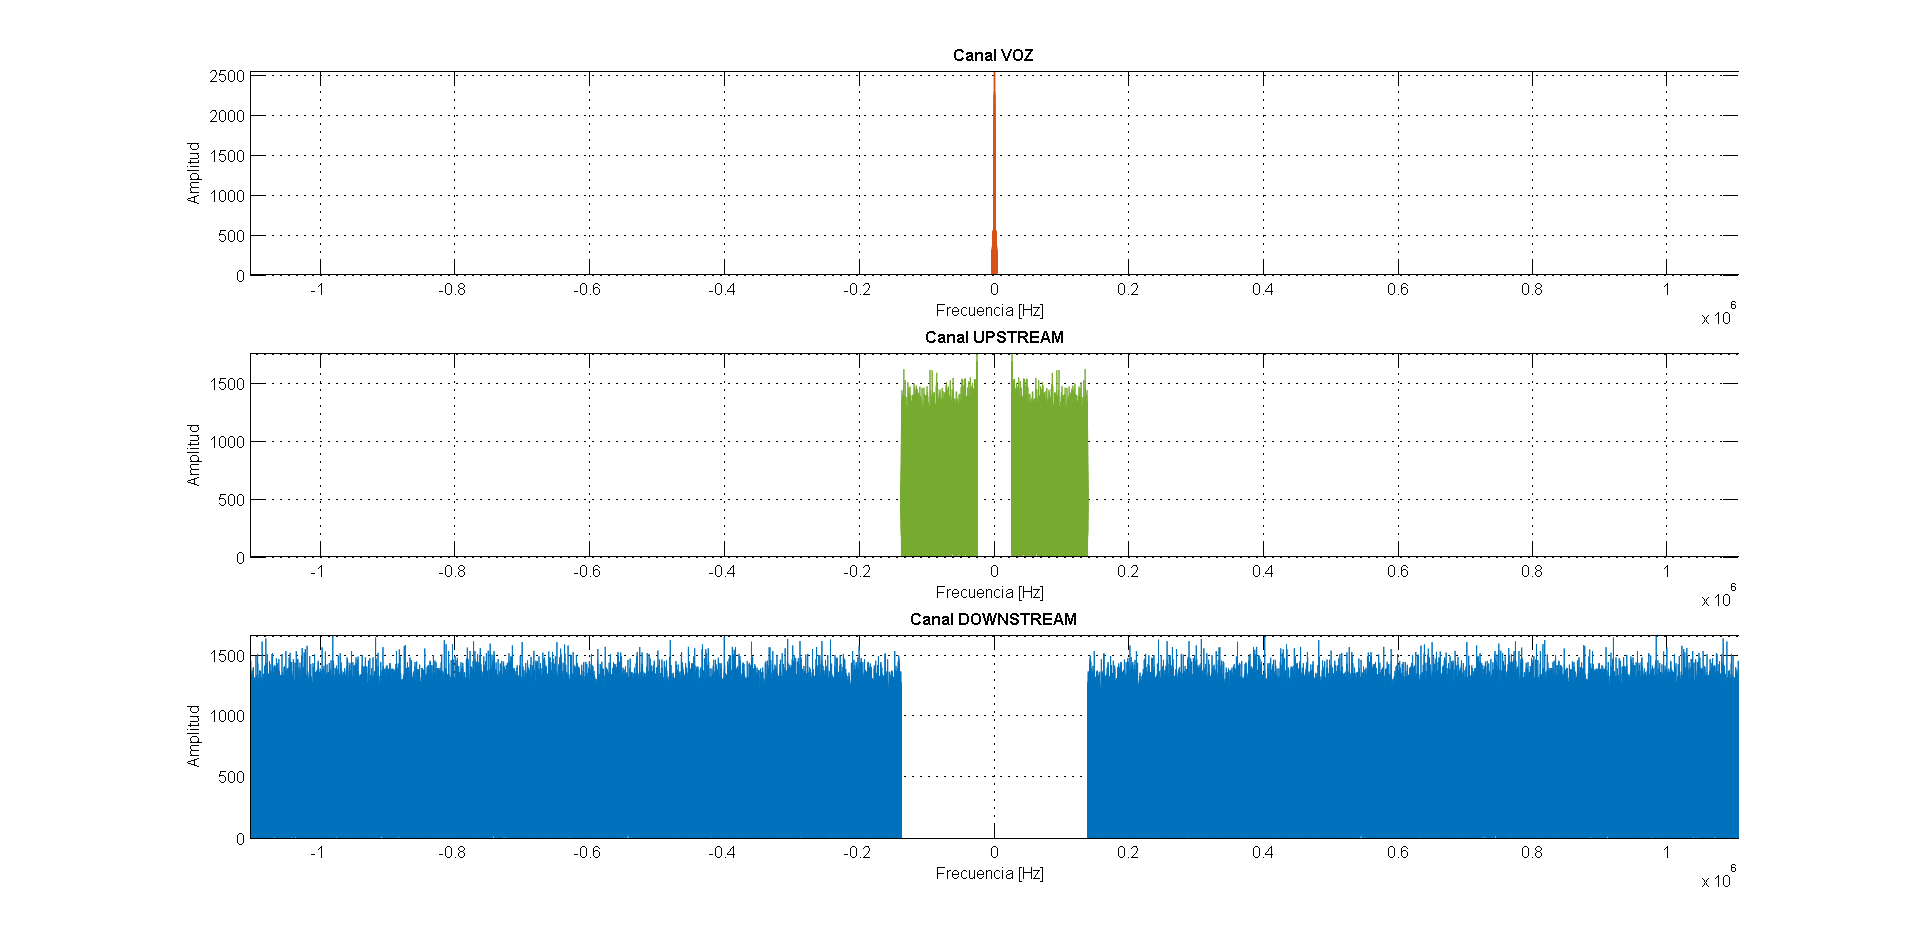 Canal VOZ
2500
2000
1500
1000
500
0
Amplitud
-1 -0.8 -0.6 -0.4 -0.2 0 0.2 0.4 0.6 0.8 1
Frecuencia [Hz]
x 10^6
Canal UPSTREAM
1500
1000
500
0
Amplitud
-1 -0.8 -0.6 -0.4 -0.2 0 0.2 0.4 0.6 0.8 1
Frecuencia [Hz]
x 10^6
Canal DOWNSTREAM
1500
1000
500
0
Amplitud
-1 -0.8 -0.6 -0.4 -0.2 0 0.2 0.4 0.6 0.8 1
Frecuencia [Hz]
x 10^6